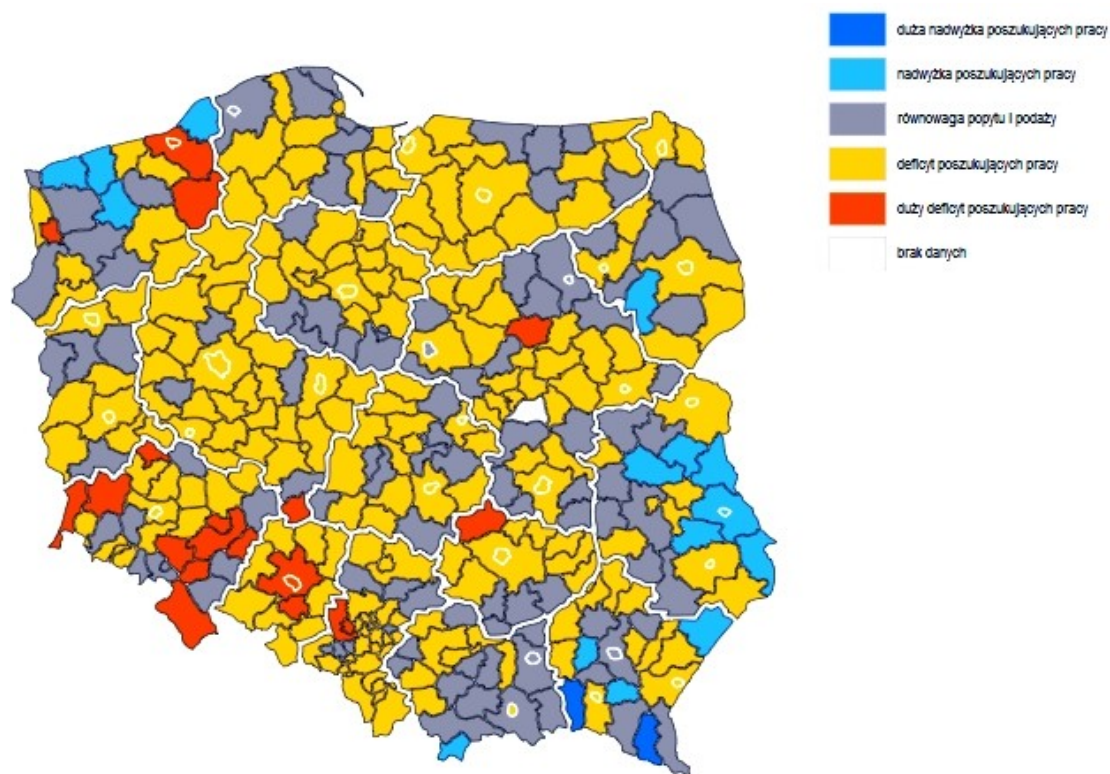 duża nadwyżka poszukujących pracy
nadwyżka poszukujących pracy
równowaga popytu i podaży
deficyt poszukujących pracy
duży deficyt poszukujących pracy
brak danych